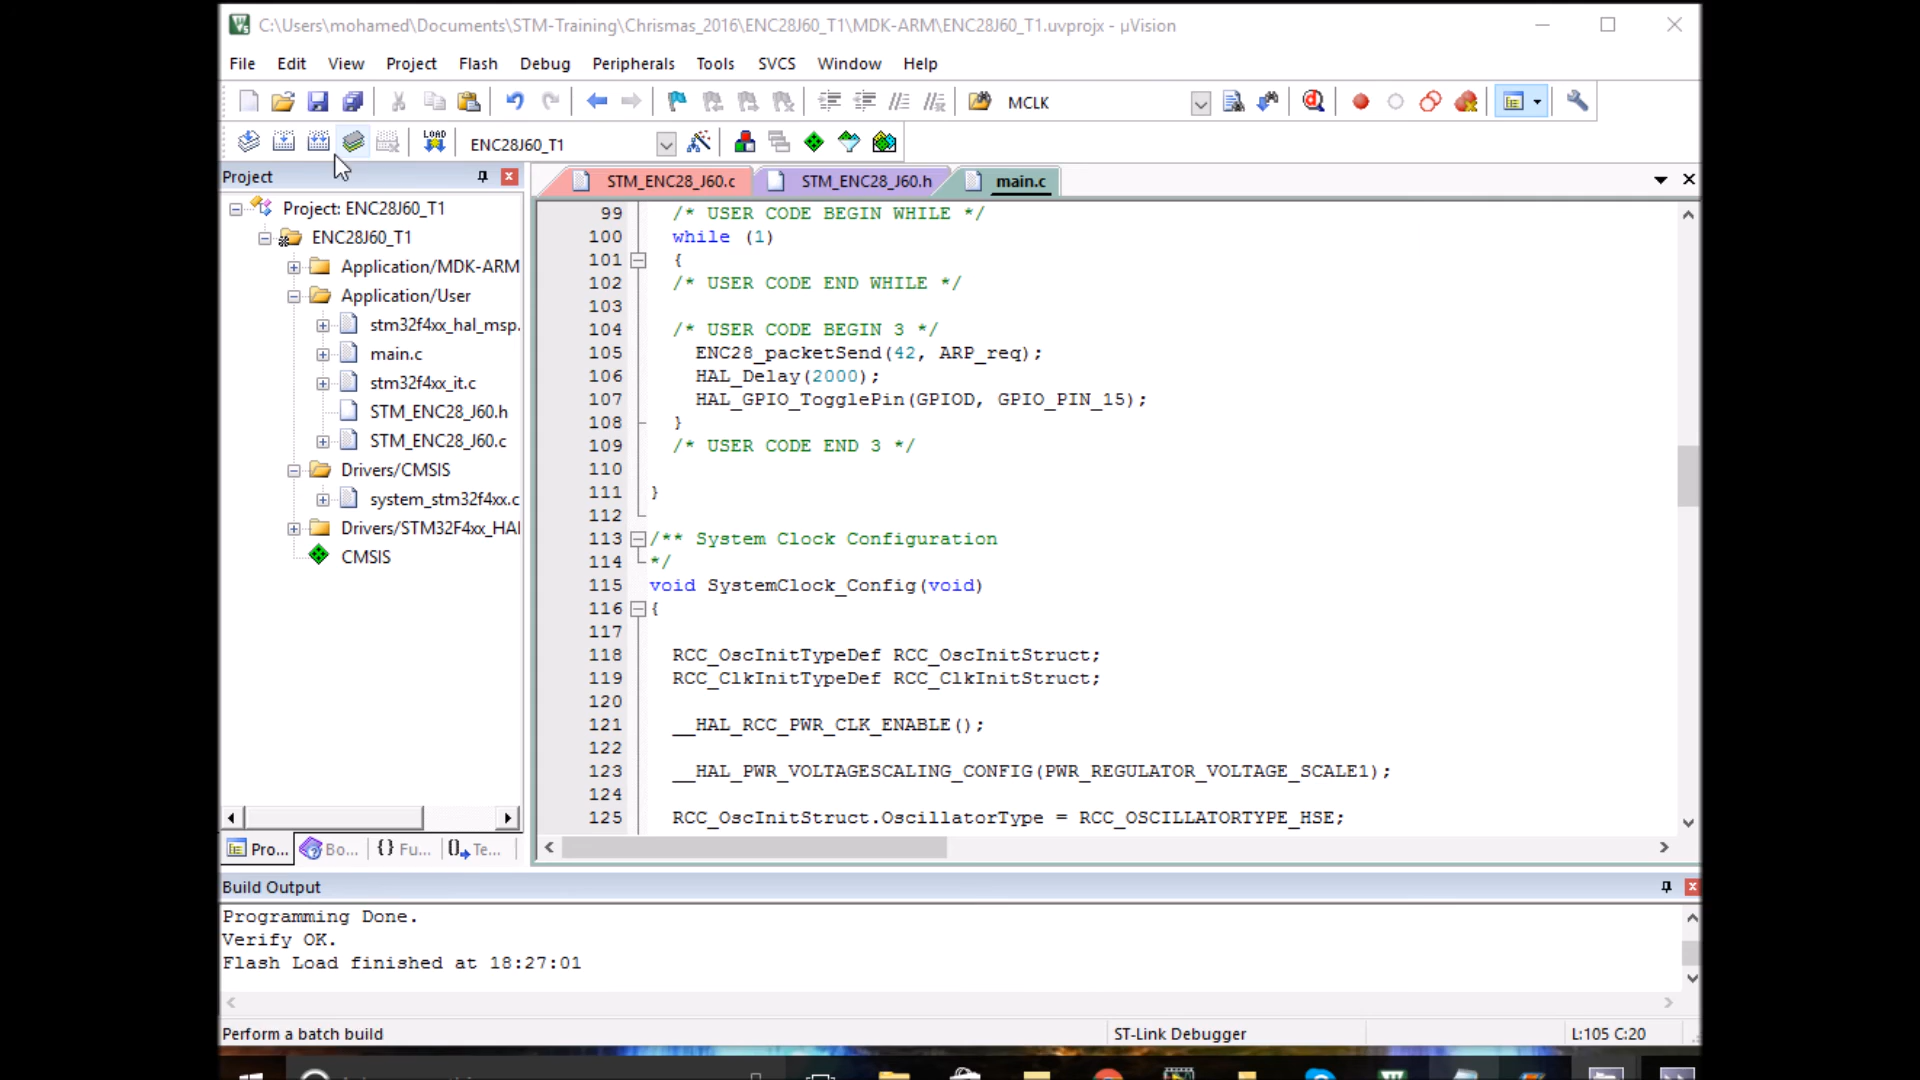 C:\Users\mohamed\Documents\STM-Training\Chrismas_2016\ENC28J60_T1\MDK-ARM\ENC28J60_T1.uvprojx - µVision
File Edit View Project Flash Debug Peripherals Tools SVCS Window Help
MCLK
LOAD
ENC28J60_T1
Project
Project: ENC28J60_T1
ENC28J60_T1
Application/MDK-ARM
Application/User
stm32f4xx_hal_msp.
main.c
stm32f4xx_it.c
STM_ENC28_J60.h
STM_ENC28_J60.c
Drivers/CMSIS
system_stm32f4xx.c
Drivers/STM32F4xx_HAL
CMSIS
Pro... Bo... {} Fu... Te...
STM_ENC28_J60.c STM_ENC28_J60.h main.c
99 /* USER CODE BEGIN WHILE */
100 while (1)
101 {
102 /* USER CODE END WHILE */
103
104 /* USER CODE BEGIN 3 */
105 ENC28_packetSend(42, ARP_req);
106 HAL_Delay(2000);
107 HAL_GPIO_TogglePin(GPIOD, GPIO_PIN_15);
108 }
109 /* USER CODE END 3 */
110
111 }
112
113 /** System Clock Configuration
114 */
115 void SystemClock_Config(void)
116 {
117
118 RCC_OscInitTypeDef RCC_OscInitStruct;
119 RCC_ClkInitTypeDef RCC_ClkInitStruct;
120
121 __HAL_RCC_PWR_CLK_ENABLE();
122
123 __HAL_PWR_VOLTAGESCALING_CONFIG(PWR_REGULATOR_VOLTAGE_SCALE1);
124
125 RCC_OscInitStruct.OscillatorType = RCC_OSCILLATORTYPE_HSE;
Build Output
Programming Done.
Verify OK.
Flash Load finished at 18:27:01
Perform a batch build ST-Link Debugger L:105 C:20